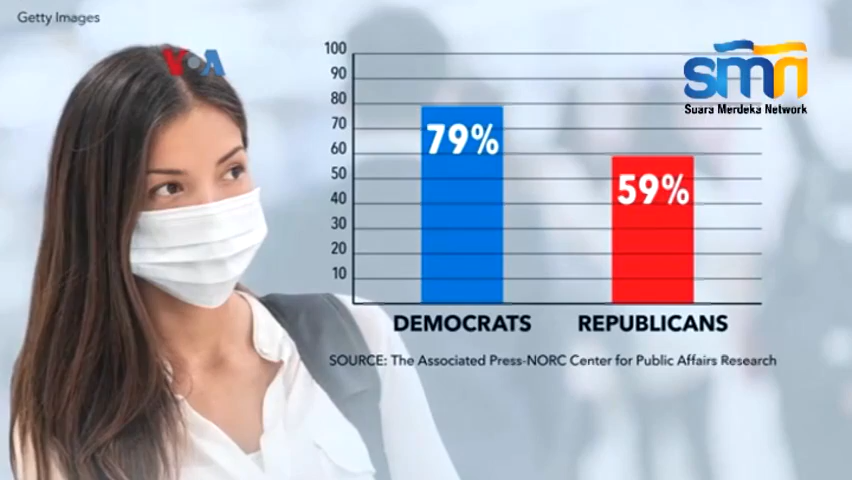 Getty Images
VOA
smn
Suara Merdeka Network
100
90
80
70
60
50
40
30
20
10
79%
59%
DEMOCRATS
REPUBLICANS
SOURCE: The Associated Press-NORC Center for Public Affairs Research